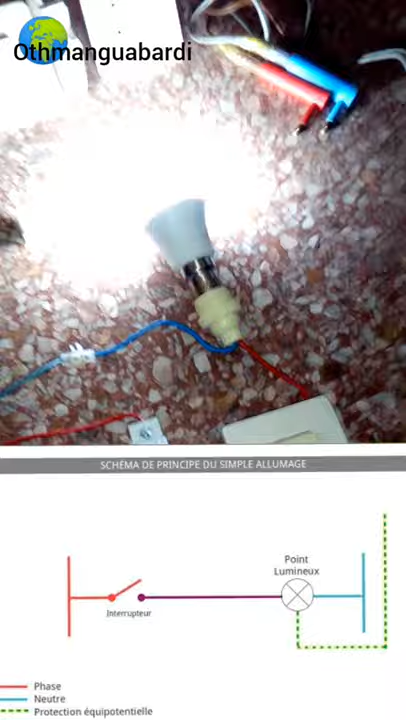 Othmanguabardi
SCHÉMA DE PRINCIPE DU SIMPLE ALLUMAGE
Point
Lumineux
Interrupteur
Phase
Neutre
Protection équipotentielle